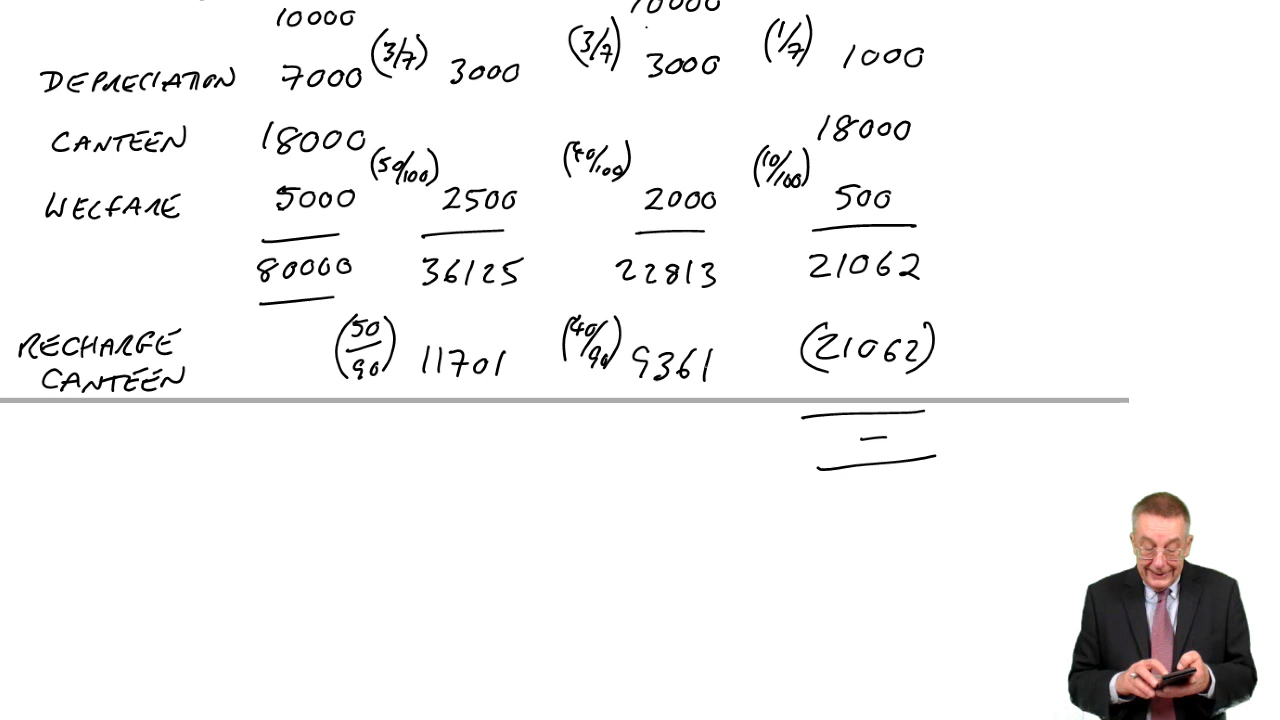 10000 10000
DEPRECIATION 7000 (3/7) 3000 (3/7) 3000 (1/7) 1000
CANTEEN 18000 18000
WELFARE 5000 (50/100) 2500 (40/100) 2000 (10/100) 500
80000 36125 22813 21062
RECHARGE CANTEEN (50/90) 11701 (40/90) 9361 (21062)
–